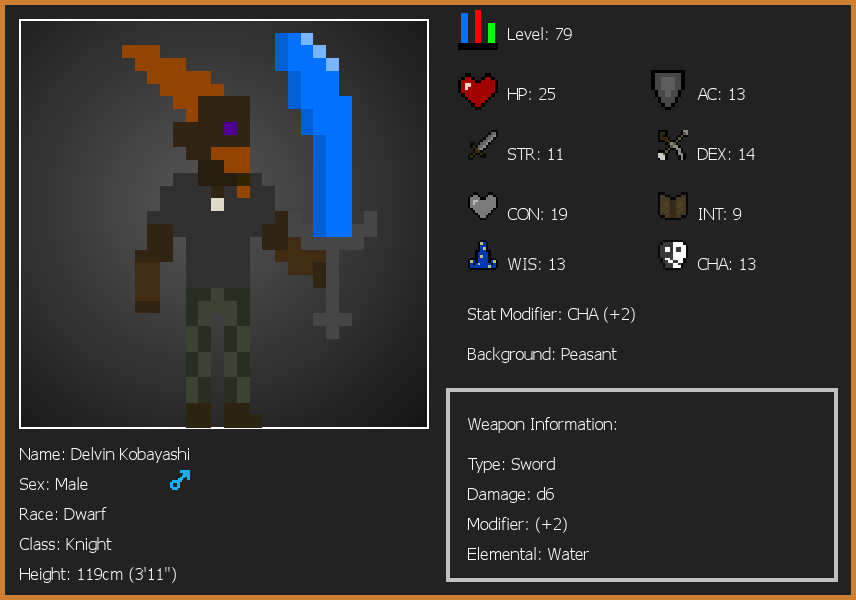 Level: 79
HP: 25
AC: 13
STR: 11
DEX: 14
CON: 19
INT: 9
WIS: 13
CHA: 13
Stat Modifier: CHA (+2)
Background: Peasant
Weapon Information:
Type: Sword
Damage: d6
Modifier: (+2)
Elemental: Water
Name: Delvin Kobayashi
Sex: Male
Race: Dwarf
Class: Knight
Height: 119cm (3'11")